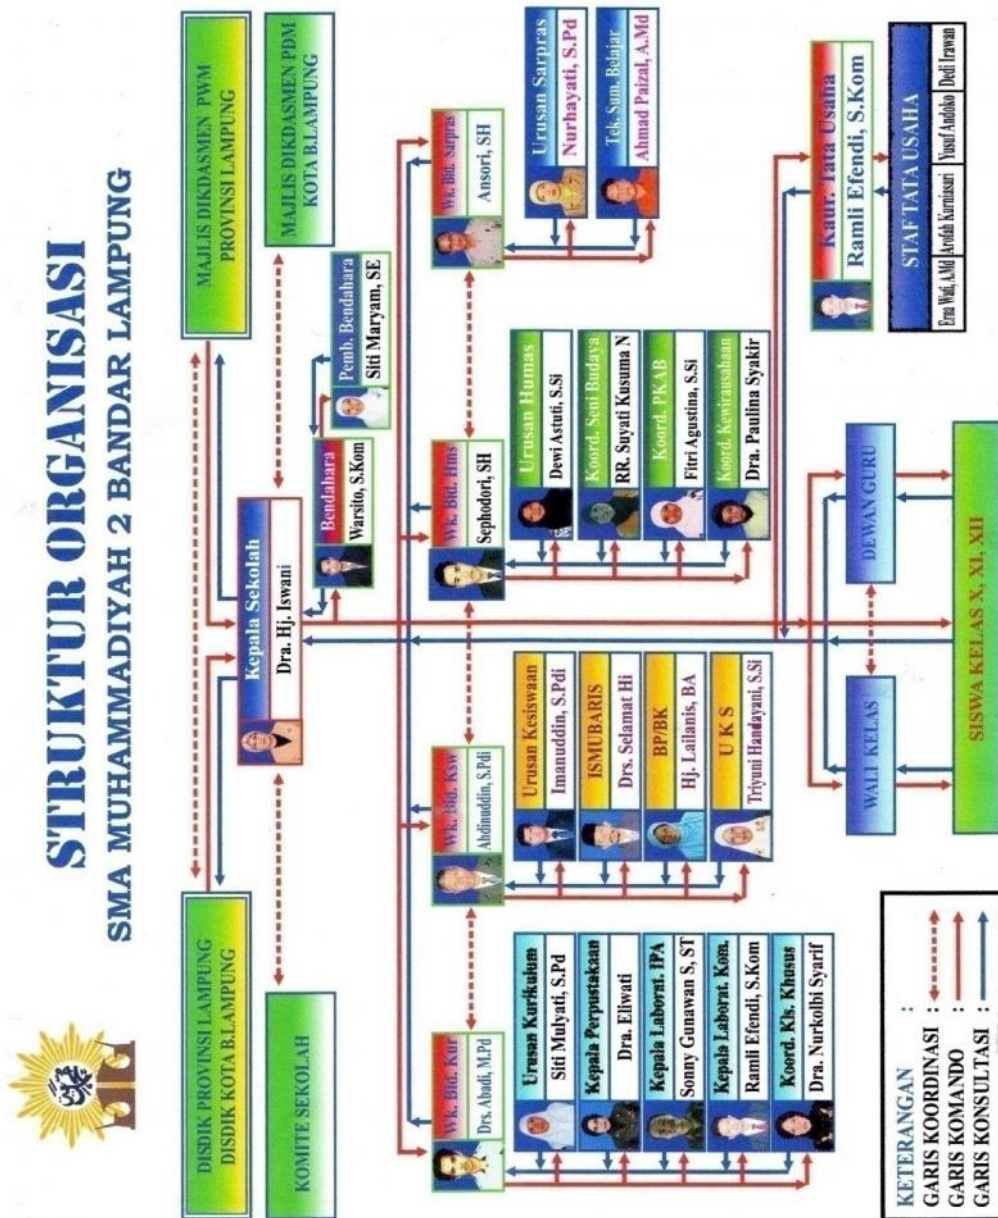 STRUKTUR ORGANISASI
SMA MUHAMMADIYAH 2 BANDAR LAMPUNG
DISDIK PROVINSI LAMPUNG
DISDIK KOTA B.LAMPUNG
KOMITE SEKOLAH
MAJLIS DIKDASMEN PWM
PROVINSI LAMPUNG
MAJLIS DIKDASMEN PDM
KOTA B.LAMPUNG
Kepala Sekolah
Dra. Hj. Iswani
Bendahara
Warsito, S.Kom
Pemb. Bendahara
Siti Maryam, SE
Wk. Bid. Kur
Drs. Abadi, M.Pd
Urusan Kurikulum
Siti Mulyati, S.Pd
Kepala Perpustakaan
Dra. Eliwati
Kepala Laborat. IPA
Sonny Gunawan S, ST
Kepala Laborat. Kom.
Ramli Efendi, S.Kom
Koord. Kls. Khusus
Dra. Nurkolbi Syarif
Wk. Bid. Ksw
Ahdinuddin, S.Pdi
Urusan Kesiswaan
Imanuddin, S.Pdi
ISMUBARIS
Drs. Selamat Hi
BP/BK
Hj. Lailanis, BA
U K S
Triyuni Handayani, S.Si
Wk. Bid. Hms
Sephodori, SH
Urusan Humas
Dewi Astuti, S.Si
Koord. Seni Budaya
RR. Suyati Kusuma N
Koord. PKAB
Fitri Agustina, S.Si
Koord. Kewirausahaan
Dra. Paulina Syakir
Wk. Bid. Sarpras
Ansori, SH
Urusan Sarpras
Nurhayati, S.Pd
Tek. Sum. Belajar
Ahmad Paizal, A.Md
Kaur. Tata Usaha
Ramli Efendi, S.Kom
STAF TATA USAHA
Erna Wati, A.Md Arofah Kurniasari Yusuf Andoko Dedi Irawan
WALI KELAS
DEWAN GURU
SISWA KELAS X, XI, XII
KETERANGAN :
GARIS KOORDINASI :
GARIS KOMANDO :
GARIS KONSULTASI :